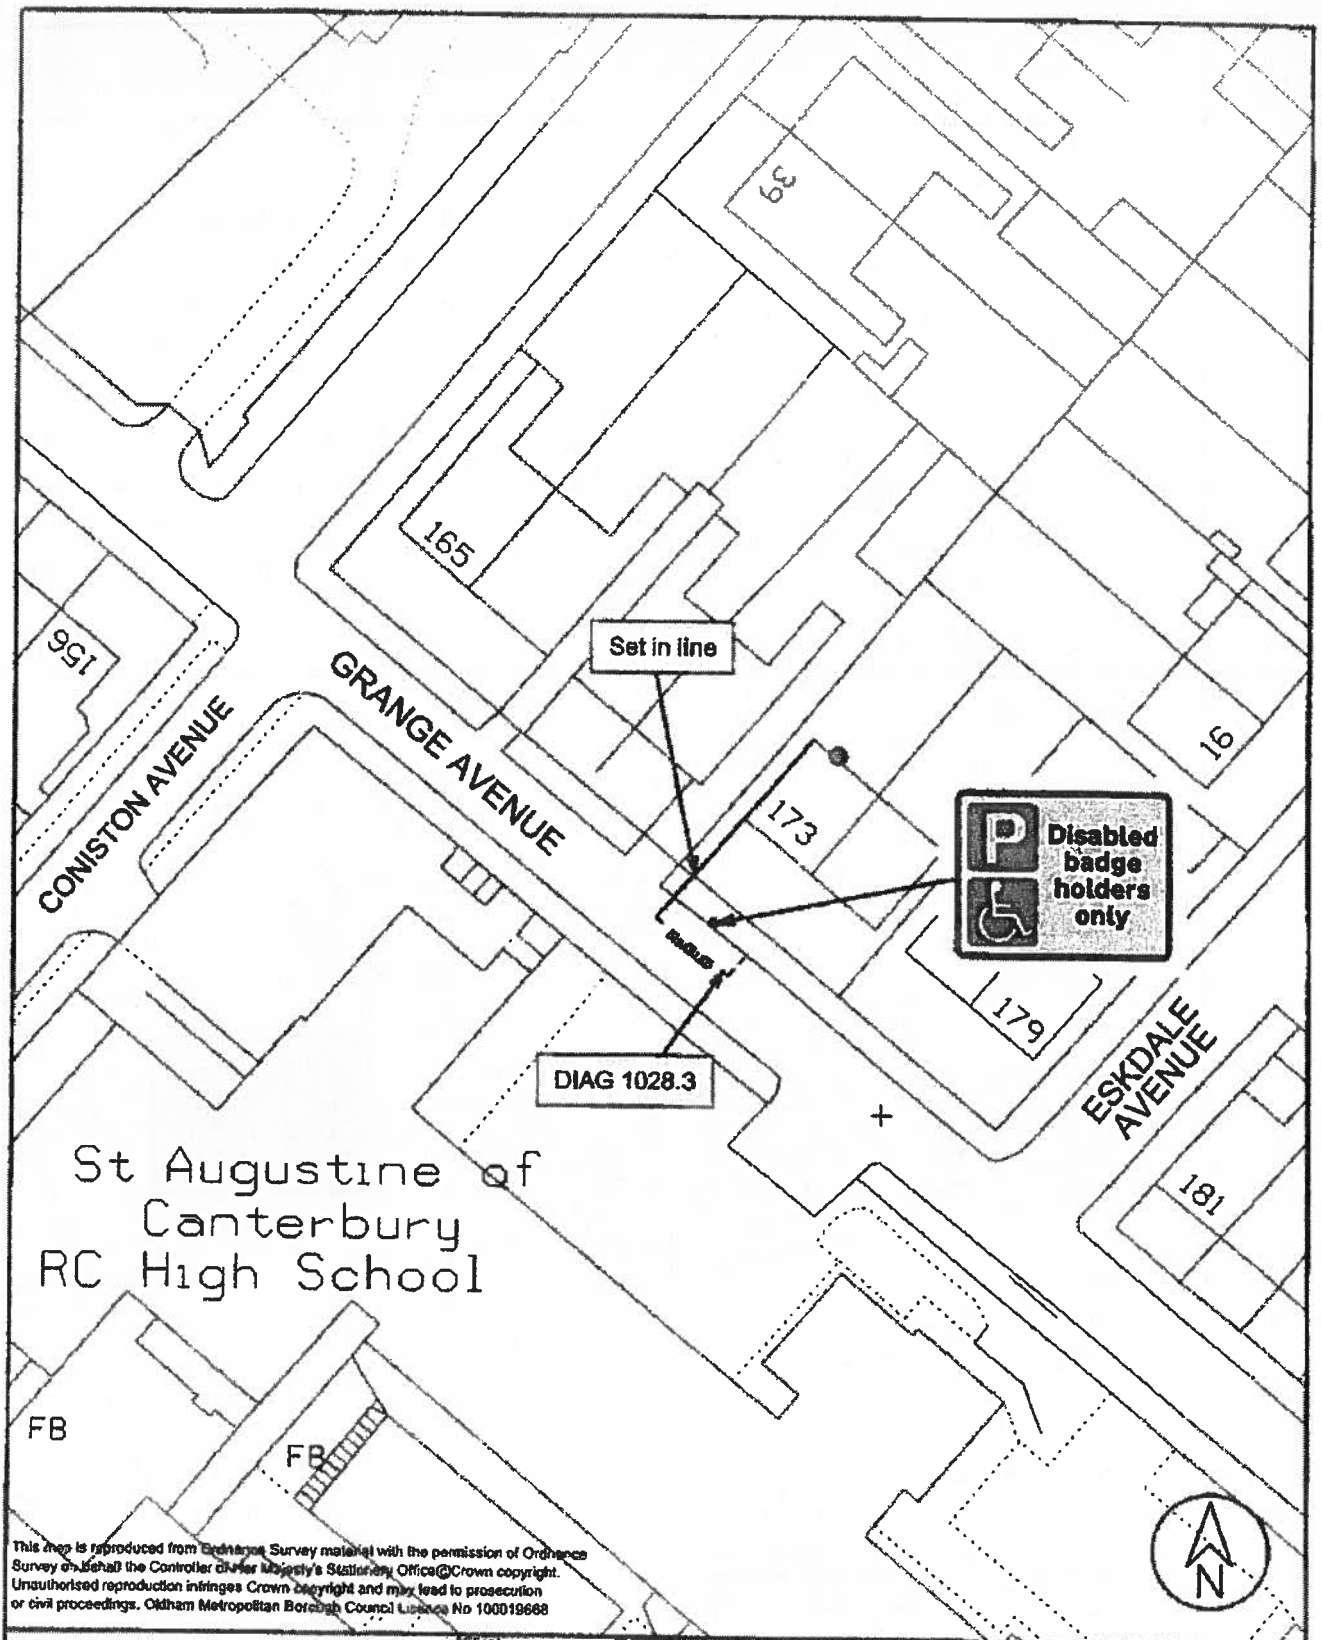 39
165
156
Set in line
GRANGE AVENUE
CONISTON AVENUE
16
173
P Disabled
badge
holders
only
179
DIAG 1028.3
ESKDALE
AVENUE
St Augustine of
Canterbury
RC High School
181
FB
FB
This map is reproduced from Ordnance Survey material with the permission of Ordnance
Survey on behalf the Controller of Her Majesty's Stationery Office©Crown copyright.
Unauthorised reproduction infringes Crown copyright and may lead to prosecution
or civil proceedings. Oldham Metropolitan Borough Council Licence No 100019668
N